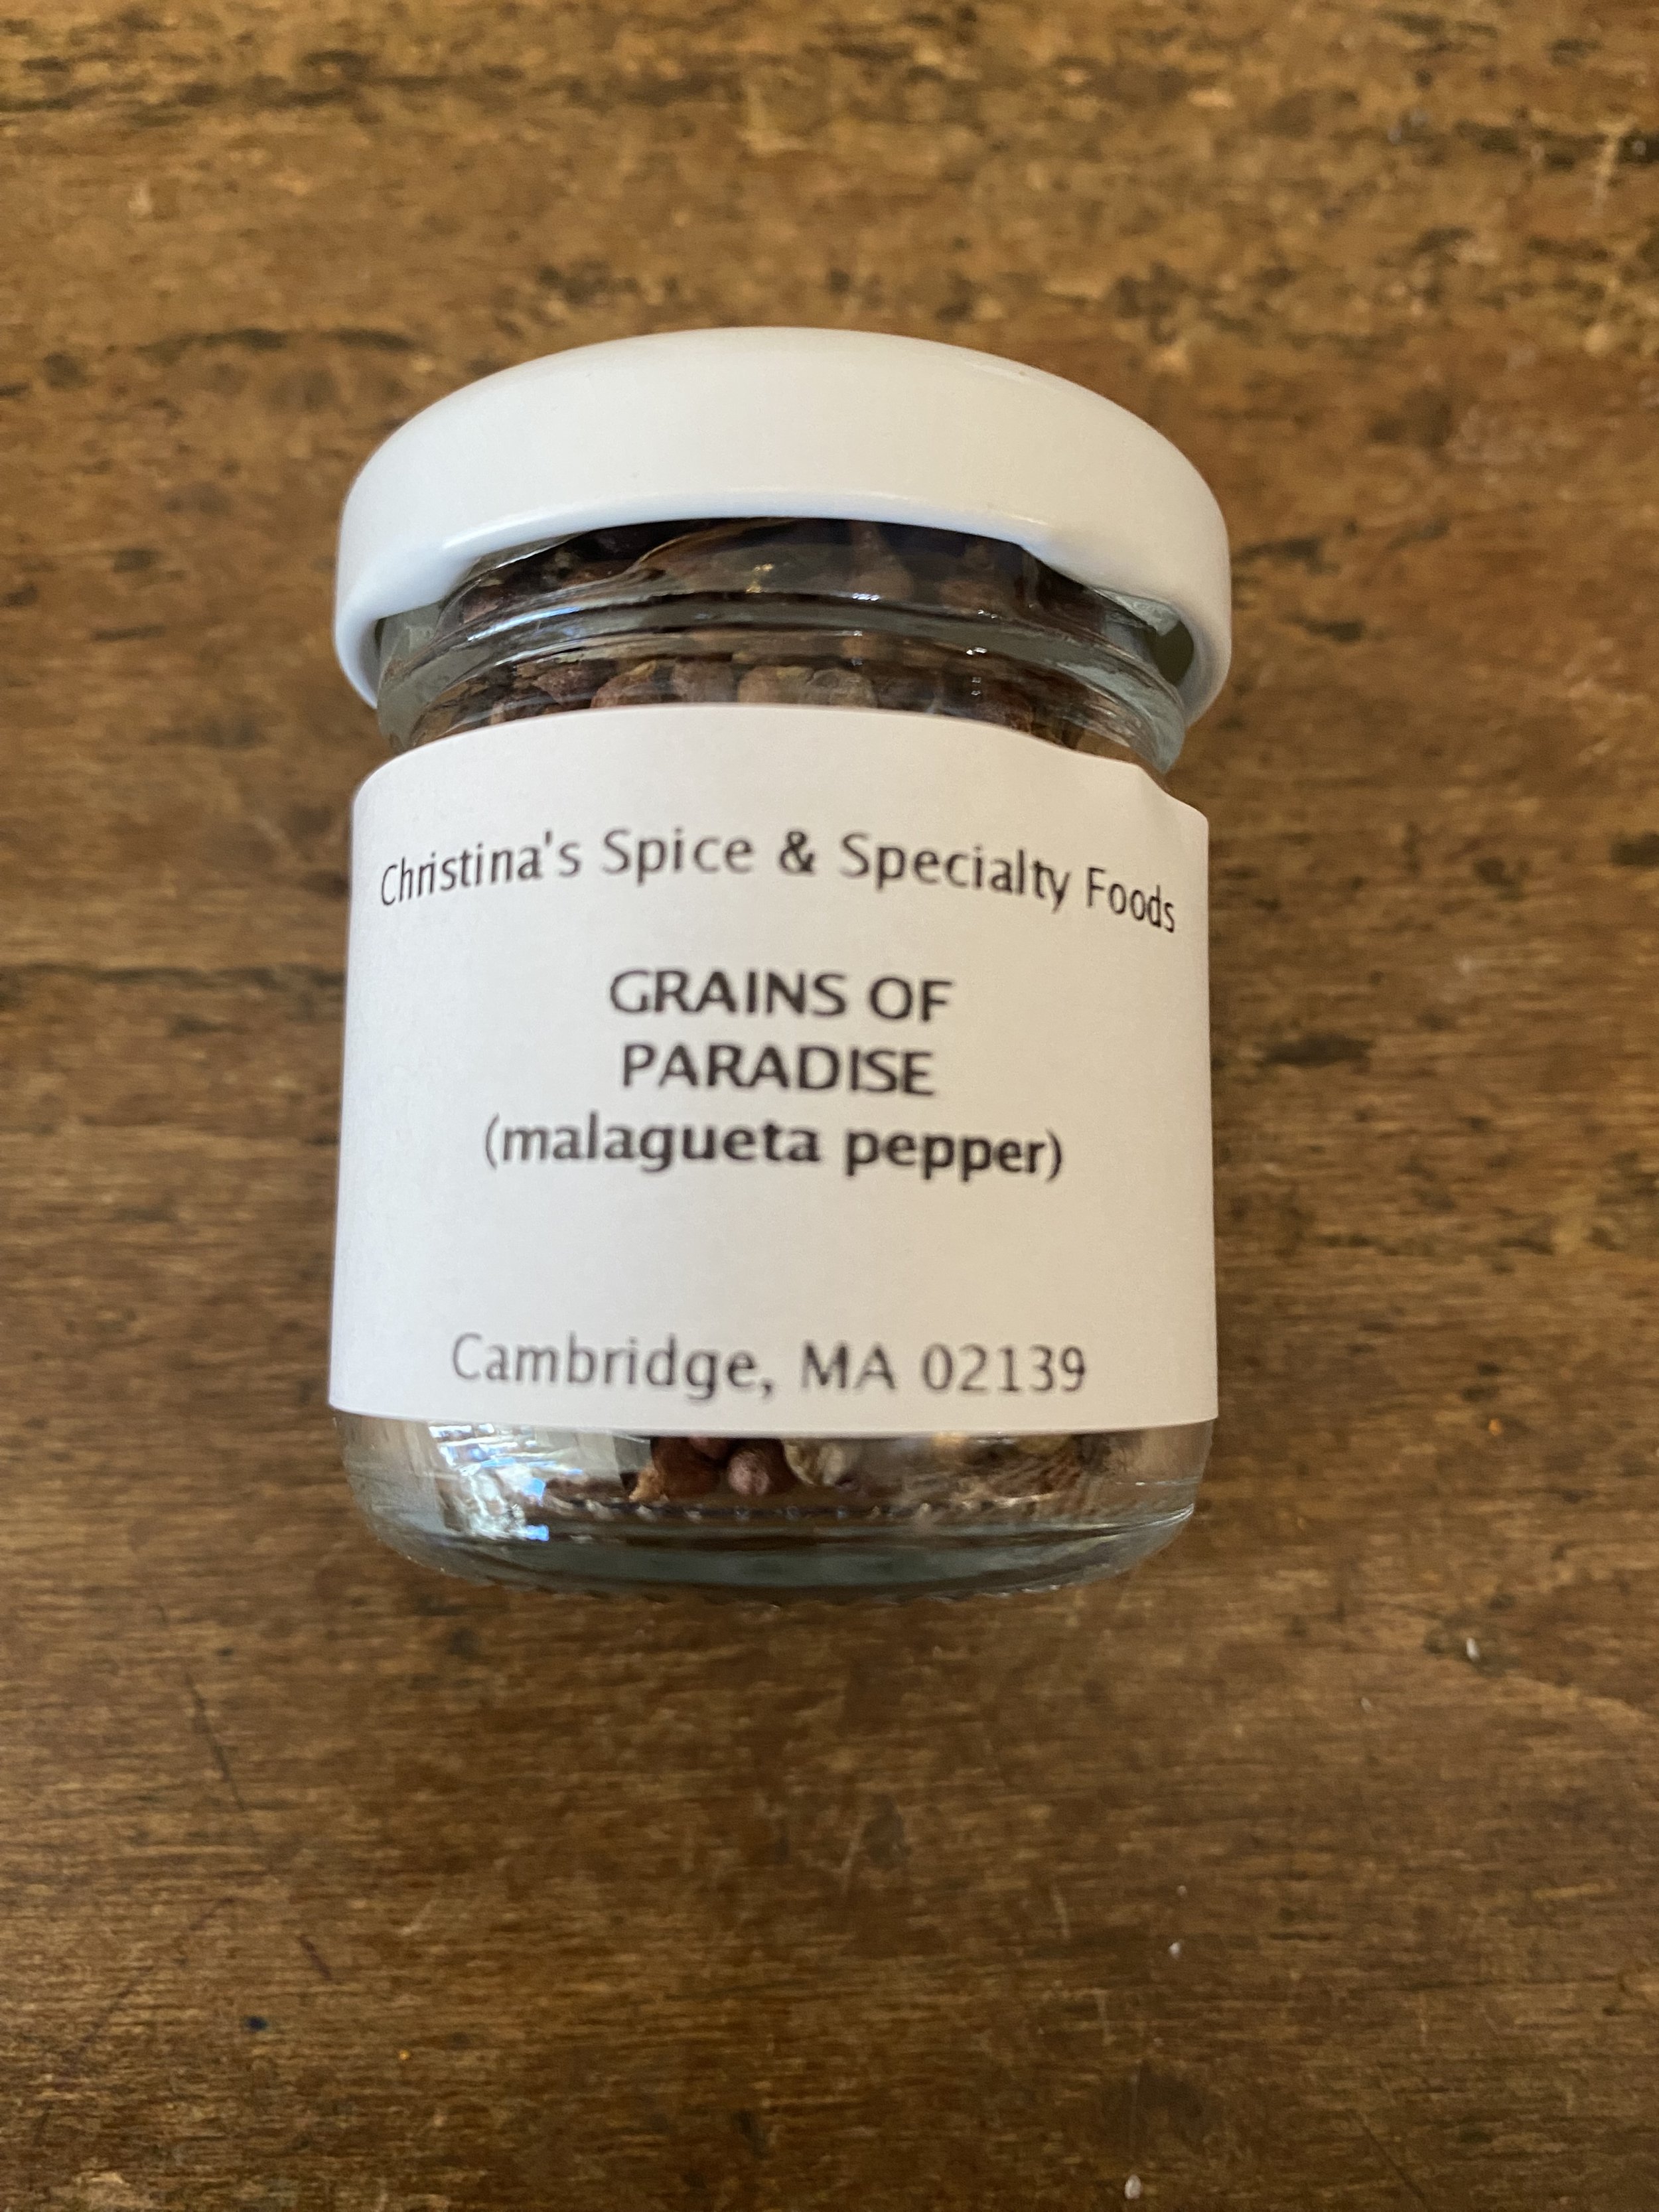 Christina's Spice & Specialty Foods
GRAINS OF
PARADISE
(malagueta pepper)
Cambridge, MA 02139